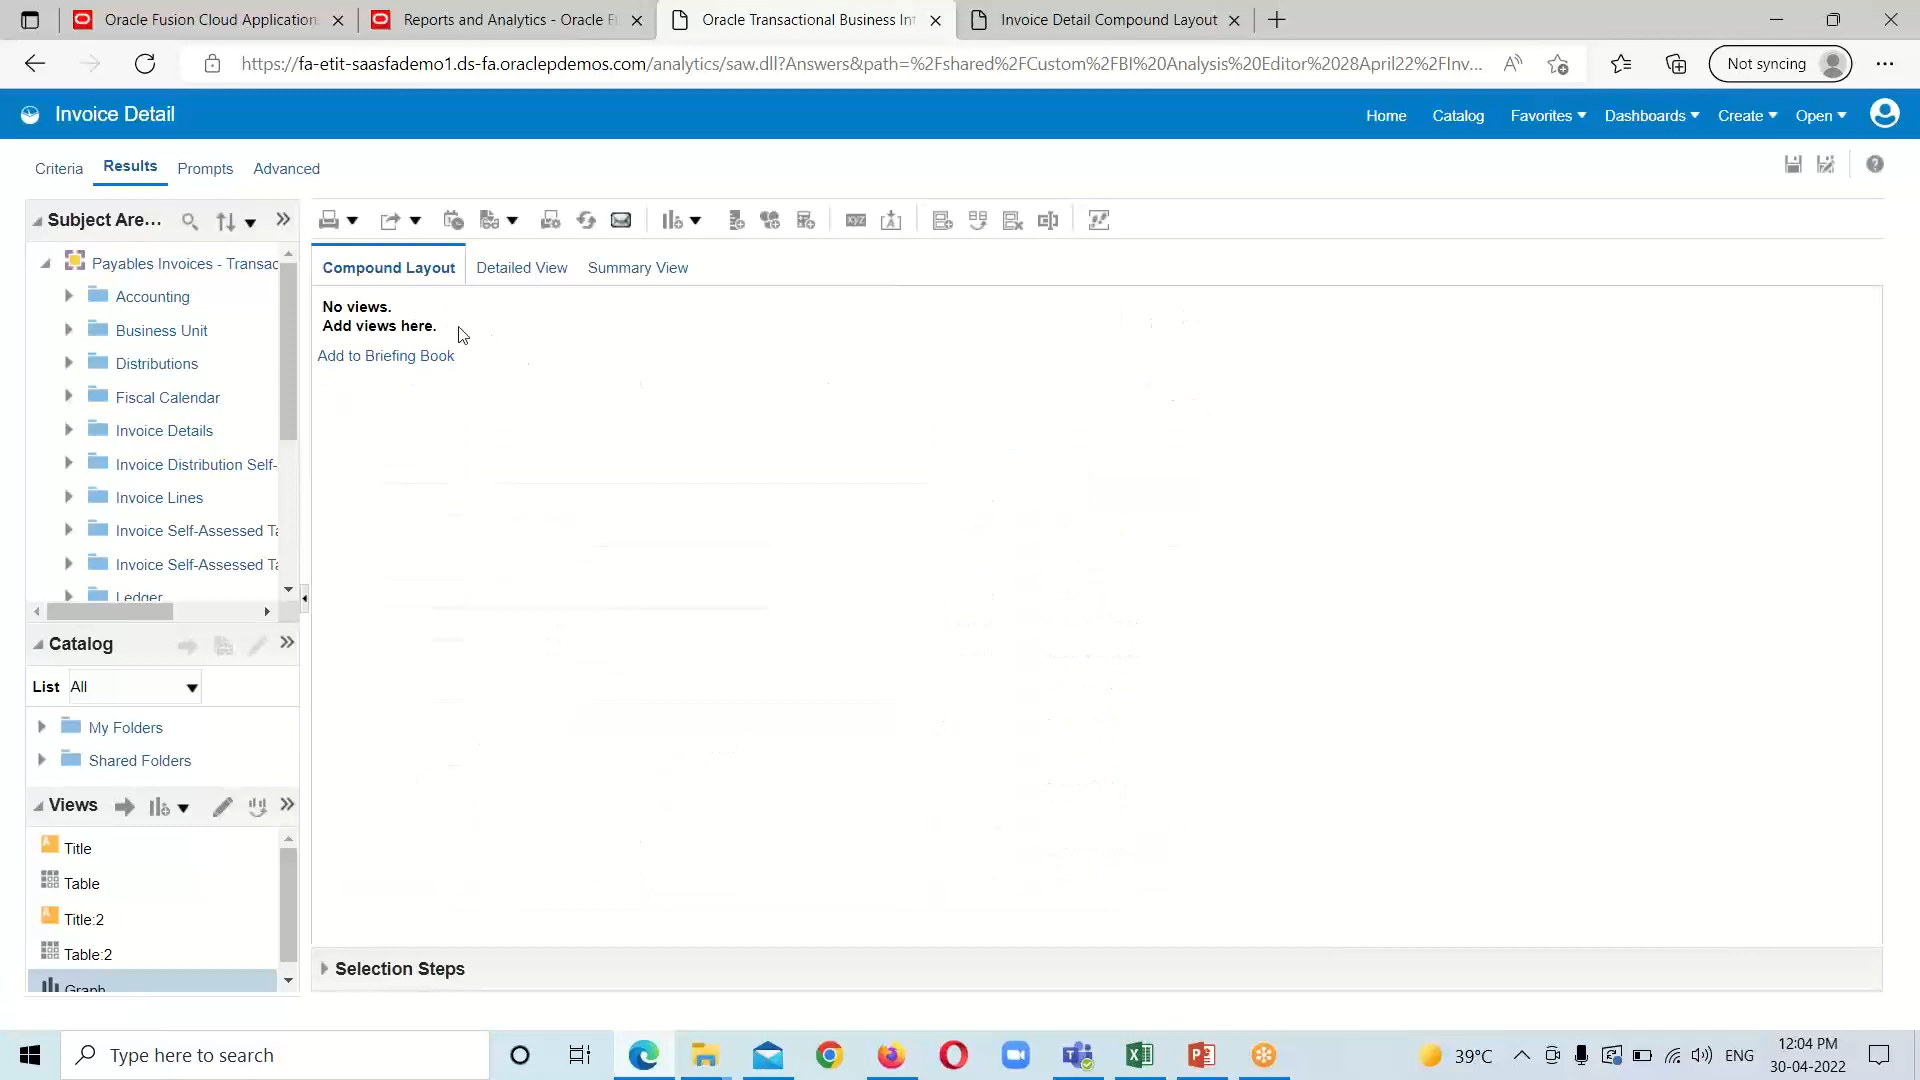 Oracle Fusion Cloud Application
Reports and Analytics - Oracle F
Oracle Transactional Business Int
Invoice Detail Compound Layout
https://fa-etit-saasfademo1.ds-fa.oraclepdemos.com/analytics/saw.dll?Answers&path=%2Fshared%2FCustom%2FBI%20Analysis%20Editor%2028April22%2FInv...
Not syncing
Invoice Detail
Home
Catalog
Favorites
Dashboards
Create
Open
Criteria
Results
Prompts
Advanced
Subject Are...
Payables Invoices - Transac
Accounting
Business Unit
Distributions
Fiscal Calendar
Invoice Details
Invoice Distribution Self-
Invoice Lines
Invoice Self-Assessed Ta
Invoice Self-Assessed Ta
Ledger
Catalog
List All
My Folders
Shared Folders
Views
Title
Table
Title:2
Table:2
Graph
xyz
Compound Layout
Detailed View
Summary View
No views.
Add views here.
Add to Briefing Book
Selection Steps
Type here to search
39°C
ENG
12:04 PM
30-04-2022